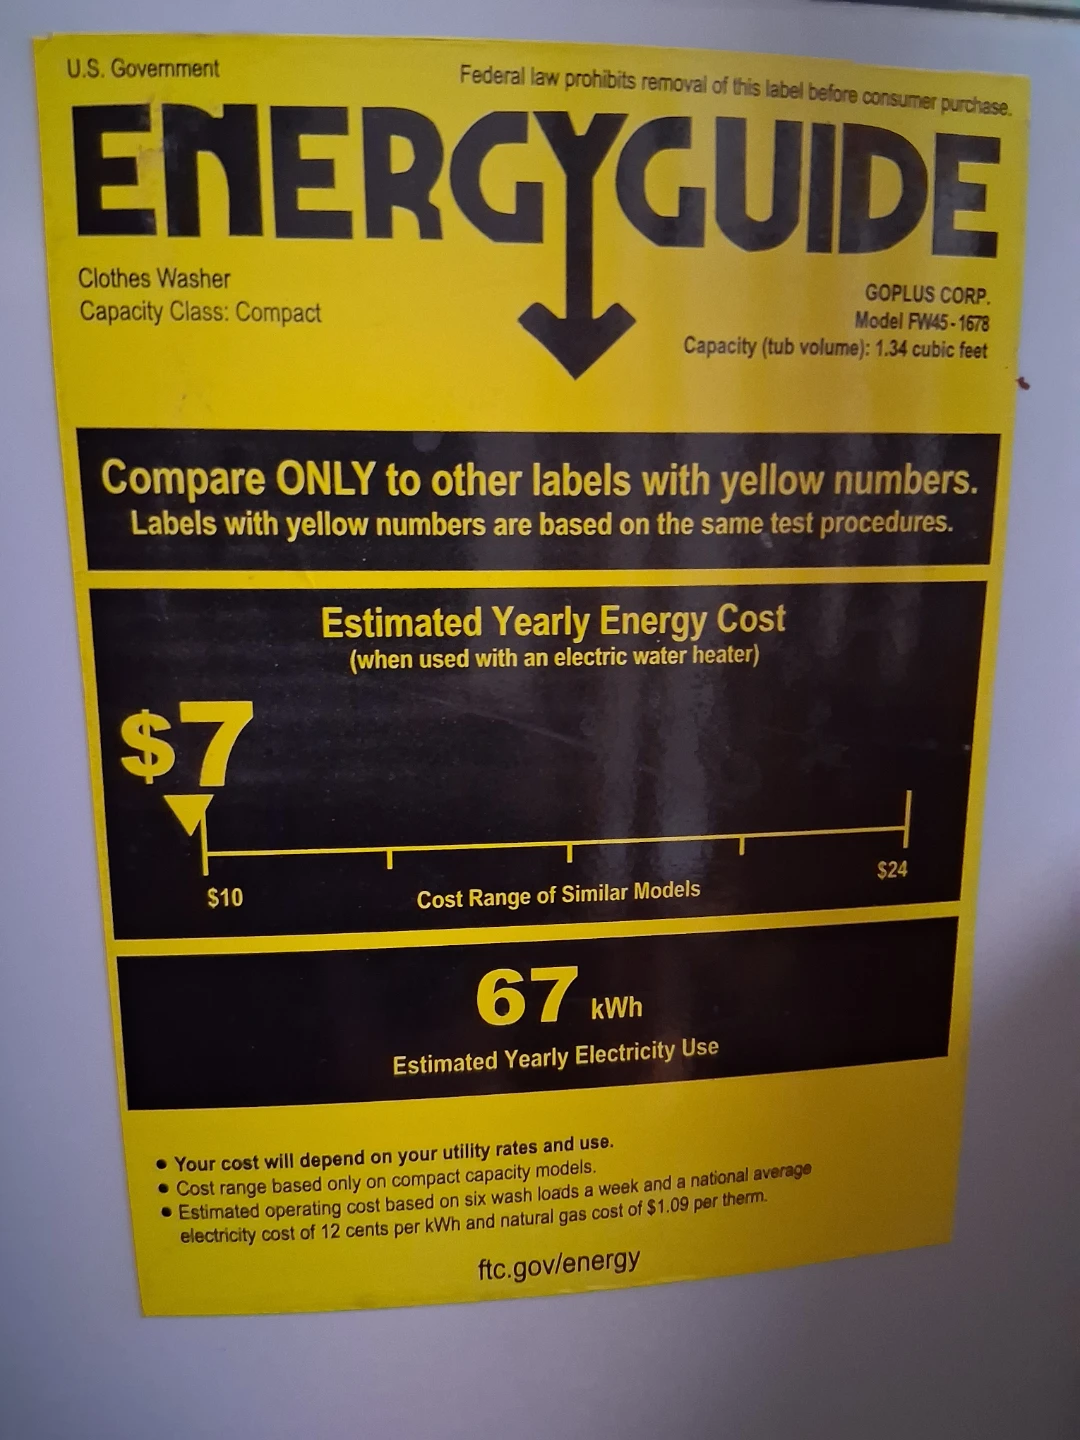 U.S. Government
Federal law prohibits removal of this label before consumer purchase.
ENERGYGUIDE
Clothes Washer
Capacity Class: Compact
GOPLUS CORP.
Model FW45-1678
Capacity (tub volume): 1.34 cubic feet
Compare ONLY to other labels with yellow numbers.
Labels with yellow numbers are based on the same test procedures.
Estimated Yearly Energy Cost
(when used with an electric water heater)
$7
$10
Cost Range of Similar Models
$24
67 kWh
Estimated Yearly Electricity Use
• Your cost will depend on your utility rates and use.
• Cost range based only on compact capacity models.
• Estimated operating cost based on six wash loads a week and a national average
electricity cost of 12 cents per kWh and natural gas cost of $1.09 per therm.
ftc.gov/energy